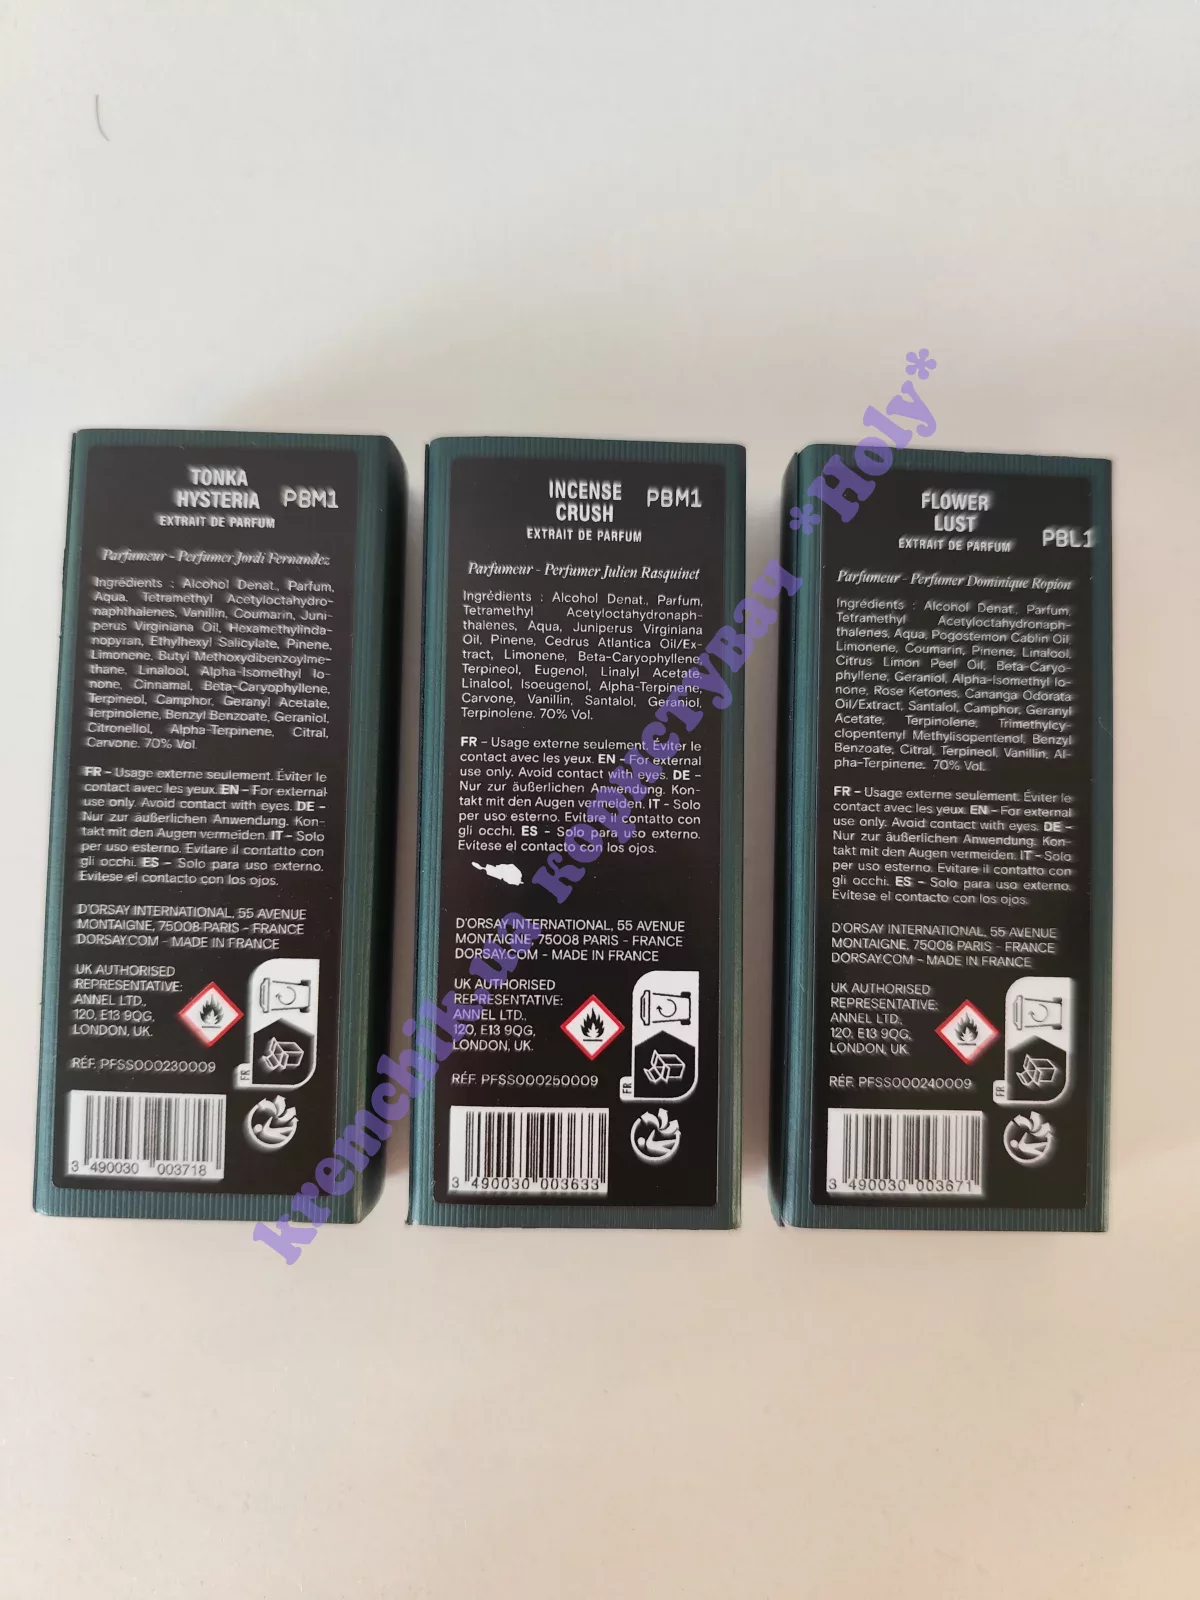 TONKA
HYSTERIA PBM1
EXTRAIT DE PARFUM
Parfumeur - Perfumer Jordi Fernandez
Ingrédients : Alcohol Denat., Parfum,
Aqua, Tetramethyl Acetyloctahydro-
naphthalenes, Vanillin, Coumarin, Juni-
perus Virginiana Oil, Hexamethylinda-
nopyran, Ethylhexyl Salicylate, Pinene,
Limonene, Butyl Methoxydibenzoylme-
thane, Linalool, Alpha-Isomethyl Io-
none, Cinnamal, Beta-Caryophyllene,
Terpineol, Camphor, Geranyl Acetate,
Terpinolene, Benzyl Benzoate, Geraniol,
Citronellol, Alpha-Terpinene, Citral,
Carvone. 70% Vol.
FR – Usage externe seulement. Éviter le
contact avec les yeux. EN – For external
use only. Avoid contact with eyes. DE –
Nur zur äußerlichen Anwendung. Kon-
takt mit den Augen vermeiden. IT – Solo
per uso esterno. Evitare il contatto con
gli occhi. ES – Solo para uso externo.
Evítese el contacto con los ojos.
D'ORSAY INTERNATIONAL, 55 AVENUE
MONTAIGNE, 75008 PARIS - FRANCE
DORSAY.COM - MADE IN FRANCE
UK AUTHORISED
REPRESENTATIVE:
ANNEL LTD.,
120, E13 9QG,
LONDON, UK.
RÉF. PFSS000230009
FR
3 490030 003718
INCENSE PBM1
CRUSH
EXTRAIT DE PARFUM
Parfumeur - Perfumer Julien Rasquinet
Ingrédients : Alcohol Denat., Parfum,
Tetramethyl Acetyloctahydronaph-
thalenes, Aqua, Juniperus Virginiana
Oil, Pinene, Cedrus Atlantica Oil/Ex-
tract, Limonene, Beta-Caryophyllene,
Terpineol, Eugenol, Linalyl Acetate,
Linalool, Isoeugenol, Alpha-Terpinene,
Carvone, Vanillin, Santalol, Geraniol,
Terpinolene. 70% Vol.
FR – Usage externe seulement. Éviter le
contact avec les yeux. EN – For external
use only. Avoid contact with eyes. DE –
Nur zur äußerlichen Anwendung. Kon-
takt mit den Augen vermeiden. IT – Solo
per uso esterno. Evitare il contatto con
gli occhi. ES – Solo para uso externo.
Evítese el contacto con los ojos.
D'ORSAY INTERNATIONAL, 55 AVENUE
MONTAIGNE, 75008 PARIS - FRANCE
DORSAY.COM - MADE IN FRANCE
UK AUTHORISED
REPRESENTATIVE:
ANNEL LTD.,
120, E13 9QG,
LONDON, UK.
RÉF. PFSS000250009
FR
3 490030 003633
FLOWER
LUST PBL1
EXTRAIT DE PARFUM
Parfumeur - Perfumer Dominique Ropion
Ingrédients : Alcohol Denat., Parfum,
Tetramethyl Acetyloctahydronaph-
thalenes, Aqua, Pogostemon Cablin Oil,
Limonene, Coumarin, Pinene, Linalool,
Citrus Limon Peel Oil, Beta-Caryo-
phyllene, Geraniol, Alpha-Isomethyl Io-
none, Rose Ketones, Cananga Odorata
Oil/Extract, Santalol, Camphor, Geranyl
Acetate, Terpinolene, Trimethylcy-
clopentenyl Methylisopentenol, Benzyl
Benzoate, Citral, Terpineol, Vanillin, Al-
pha-Terpinene. 70% Vol.
FR – Usage externe seulement. Éviter le
contact avec les yeux. EN – For external
use only. Avoid contact with eyes. DE –
Nur zur äußerlichen Anwendung. Kon-
takt mit den Augen vermeiden. IT – Solo
per uso esterno. Evitare il contatto con
gli occhi. ES – Solo para uso externo.
Evítese el contacto con los ojos.
D'ORSAY INTERNATIONAL, 55 AVENUE
MONTAIGNE, 75008 PARIS - FRANCE
DORSAY.COM - MADE IN FRANCE
UK AUTHORISED
REPRESENTATIVE:
ANNEL LTD.,
120, E13 9QG,
LONDON, UK.
RÉF. PFSS000240009
FR
3 490030 003671
kremchik.ua користувач *Holy*